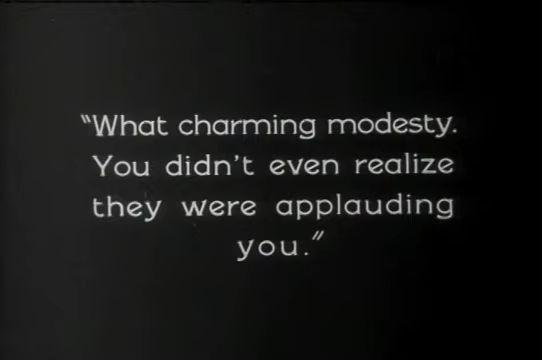 "What charming modesty.
You didn't even realize
they were applauding
you."